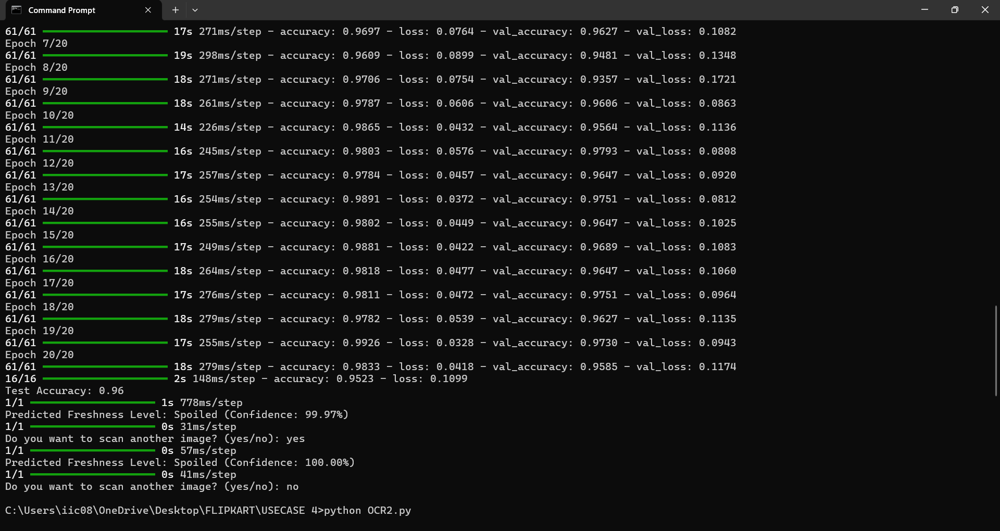 Command Prompt
61/61 17s 271ms/step - accuracy: 0.9697 - loss: 0.0764 - val_accuracy: 0.9627 - val_loss: 0.1082
Epoch 7/20
61/61 19s 298ms/step - accuracy: 0.9609 - loss: 0.0899 - val_accuracy: 0.9481 - val_loss: 0.1348
Epoch 8/20
61/61 18s 271ms/step - accuracy: 0.9706 - loss: 0.0754 - val_accuracy: 0.9357 - val_loss: 0.1721
Epoch 9/20
61/61 18s 261ms/step - accuracy: 0.9787 - loss: 0.0606 - val_accuracy: 0.9606 - val_loss: 0.0863
Epoch 10/20
61/61 14s 226ms/step - accuracy: 0.9865 - loss: 0.0432 - val_accuracy: 0.9564 - val_loss: 0.1136
Epoch 11/20
61/61 16s 245ms/step - accuracy: 0.9803 - loss: 0.0576 - val_accuracy: 0.9793 - val_loss: 0.0808
Epoch 12/20
61/61 17s 257ms/step - accuracy: 0.9784 - loss: 0.0457 - val_accuracy: 0.9647 - val_loss: 0.0920
Epoch 13/20
61/61 16s 254ms/step - accuracy: 0.9891 - loss: 0.0372 - val_accuracy: 0.9751 - val_loss: 0.0812
Epoch 14/20
61/61 16s 255ms/step - accuracy: 0.9802 - loss: 0.0449 - val_accuracy: 0.9647 - val_loss: 0.1025
Epoch 15/20
61/61 17s 249ms/step - accuracy: 0.9881 - loss: 0.0422 - val_accuracy: 0.9689 - val_loss: 0.1083
Epoch 16/20
61/61 18s 264ms/step - accuracy: 0.9818 - loss: 0.0477 - val_accuracy: 0.9647 - val_loss: 0.1060
Epoch 17/20
61/61 17s 276ms/step - accuracy: 0.9811 - loss: 0.0472 - val_accuracy: 0.9751 - val_loss: 0.0964
Epoch 18/20
61/61 18s 279ms/step - accuracy: 0.9782 - loss: 0.0539 - val_accuracy: 0.9627 - val_loss: 0.1135
Epoch 19/20
61/61 17s 255ms/step - accuracy: 0.9926 - loss: 0.0328 - val_accuracy: 0.9730 - val_loss: 0.0943
Epoch 20/20
61/61 18s 279ms/step - accuracy: 0.9833 - loss: 0.0418 - val_accuracy: 0.9585 - val_loss: 0.1174
16/16 2s 148ms/step - accuracy: 0.9523 - loss: 0.1099
Test Accuracy: 0.96
1/1 1s 778ms/step
Predicted Freshness Level: Spoiled (Confidence: 99.97%)
1/1 0s 31ms/step
Do you want to scan another image? (yes/no): yes
1/1 0s 57ms/step
Predicted Freshness Level: Spoiled (Confidence: 100.00%)
1/1 0s 41ms/step
Do you want to scan another image? (yes/no): no
C:\Users\iic08\OneDrive\Desktop\FLIPKART\USECASE 4>python OCR2.py